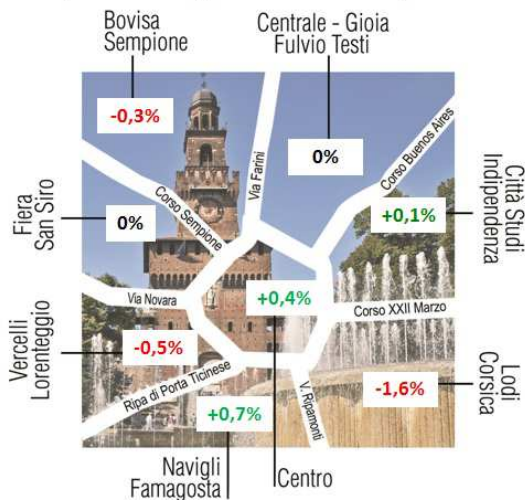 Bovisa
Sempione
Centrale - Gioia
Fulvio Testi
-0,3%
0%
Corso Buenos Aires
Via Farini
Città Studi
Indipendenza
+0,1%
Fiera
San Siro
0%
Corso Sempione
+0,4%
Via Novara
Corso XXII Marzo
Vercelli
Lorenteggio
-0,5%
Ripa di Porta Ticinese
+0,7%
V. Ripamonti
-1,6%
Lodi
Corsica
Navigli
Famagosta
Centro